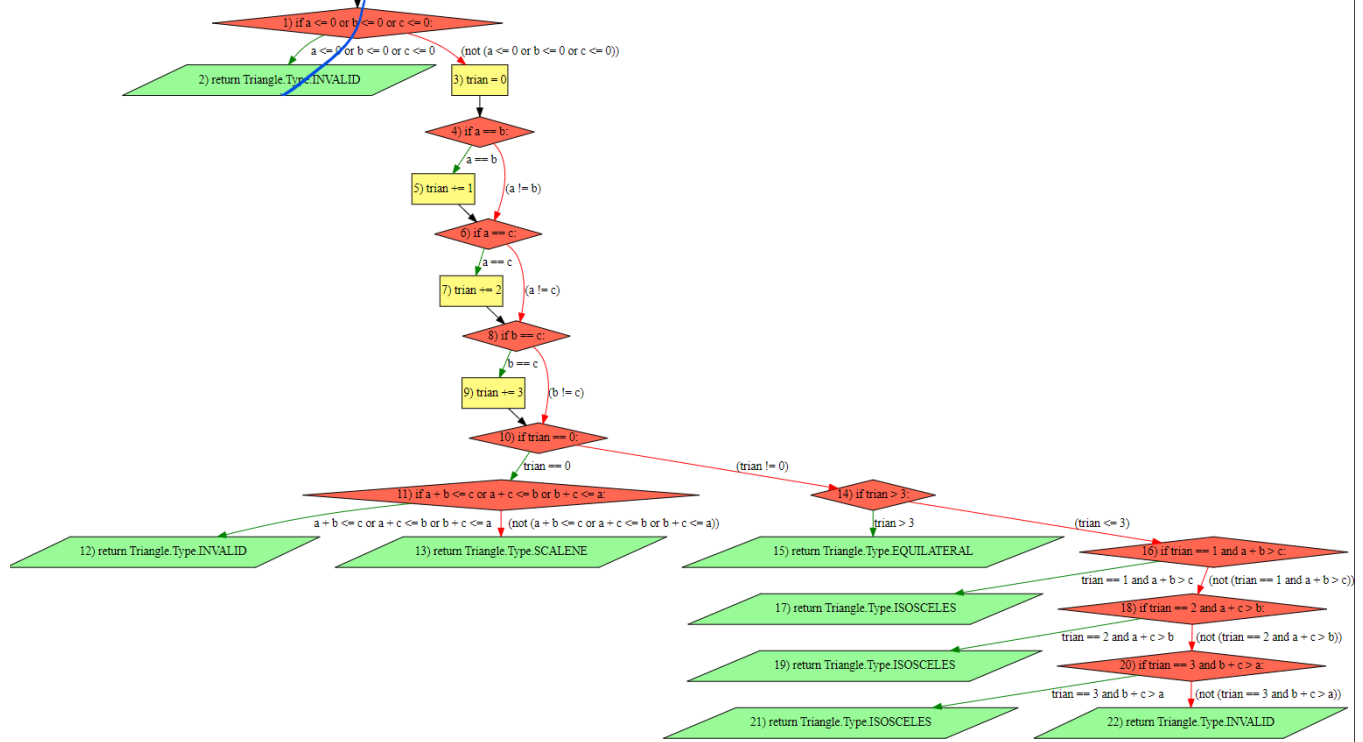 1) if a <= 0 or b <= 0 or c <= 0:
a <= 0 or b <= 0 or c <= 0
(not (a <= 0 or b <= 0 or c <= 0))
2) return Triangle.Type.INVALID
3) trian = 0
4) if a == b:
a == b
5) trian += 1
(a != b)
6) if a == c:
a == c
7) trian += 2
(a != c)
8) if b == c:
b == c
9) trian += 3
(b != c)
10) if trian == 0:
trian == 0
(trian != 0)
11) if a + b <= c or a + c <= b or b + c <= a:
14) if trian > 3:
a + b <= c or a + c <= b or b + c <= a
(not (a + b <= c or a + c <= b or b + c <= a))
trian > 3
(trian <= 3)
12) return Triangle.Type.INVALID
13) return Triangle.Type.SCALENE
15) return Triangle.Type.EQUILATERAL
16) if trian == 1 and a + b > c:
trian == 1 and a + b > c
(not (trian == 1 and a + b > c))
17) return Triangle.Type.ISOSCELES
18) if trian == 2 and a + c > b:
trian == 2 and a + c > b
(not (trian == 2 and a + c > b))
19) return Triangle.Type.ISOSCELES
20) if trian == 3 and b + c > a:
trian == 3 and b + c > a
(not (trian == 3 and b + c > a))
21) return Triangle.Type.ISOSCELES
22) return Triangle.Type.INVALID